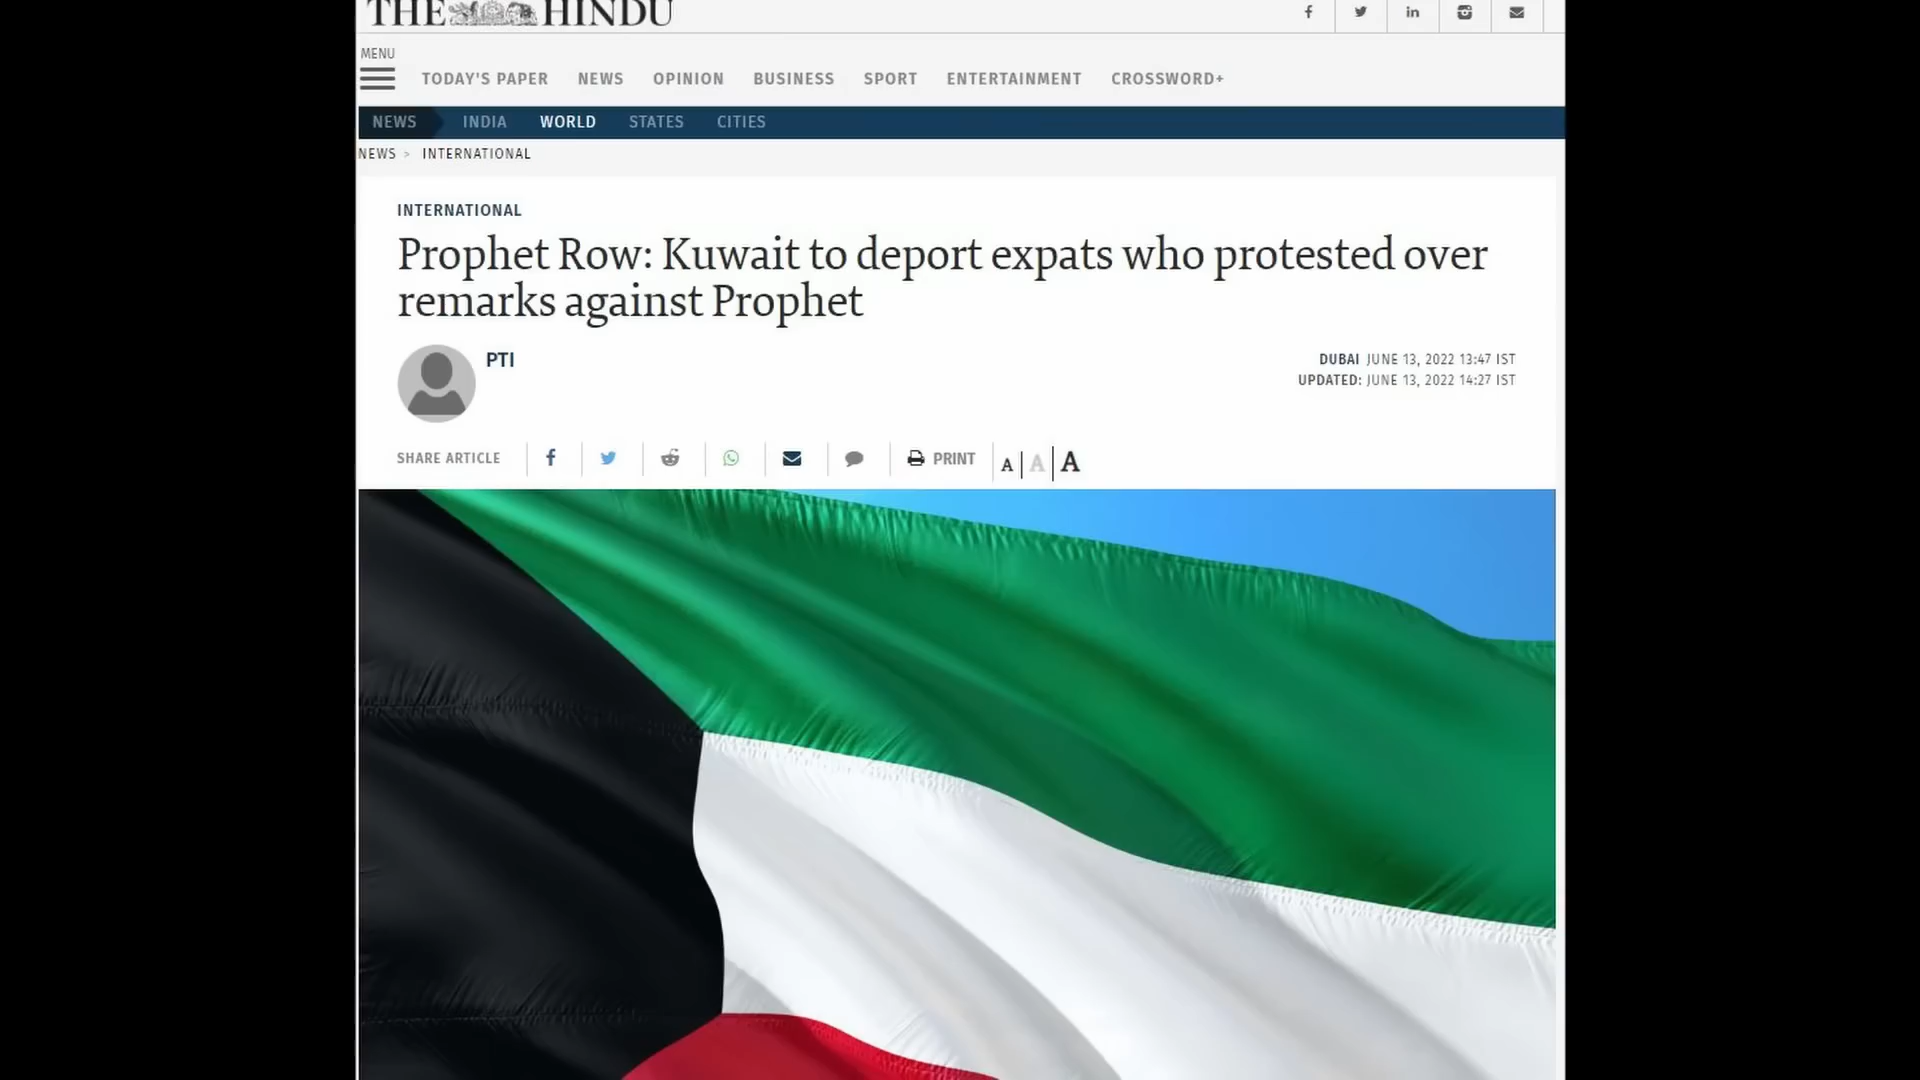 THE HINDU
MENU
TODAY'S PAPER NEWS OPINION BUSINESS SPORT ENTERTAINMENT CROSSWORD+
NEWS INDIA WORLD STATES CITIES
NEWS > INTERNATIONAL
INTERNATIONAL
Prophet Row: Kuwait to deport expats who protested over
remarks against Prophet
PTI
DUBAI JUNE 13, 2022 13:47 IST
UPDATED: JUNE 13, 2022 14:27 IST
SHARE ARTICLE PRINT A | A | A